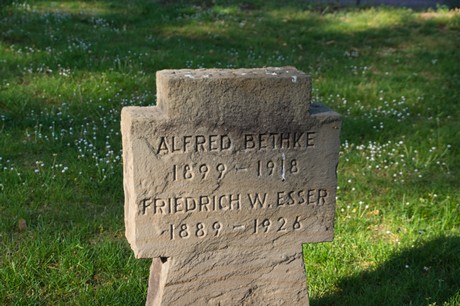 ALFRED BETHKE
1899-1918
FRIEDRICH W. ESSER
1889-1926